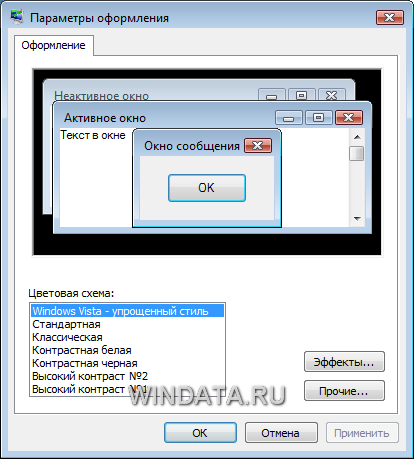 Параметры оформления
Оформление
Неактивное окно
Активное окно
Текст в окне
Окно сообщения
OK
Цветовая схема:
Windows Vista - упрощенный стиль
Стандартная
Классическая
Контрастная белая
Контрастная черная
Высокий контраст №2
Высокий контраст №1
Эффекты...
Прочие...
WINDATA.RU
OK
Отмена
Применить